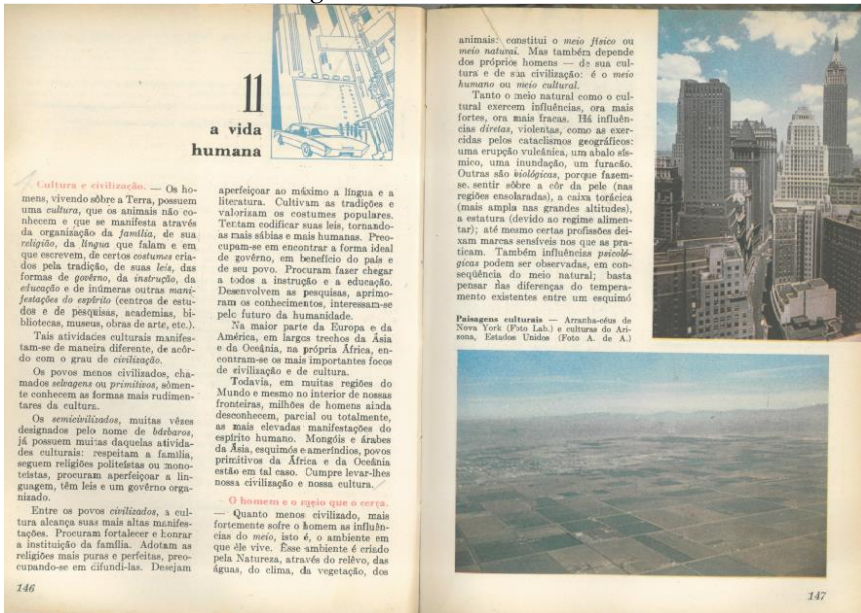 11
a vida
humana
Cultura e civilização. — Os ho-
mens, vivendo sôbre a Terra, possuem
uma cultura, que os animais não co-
nhecem e que se manifesta através
da organização da família, de sua
religião, da língua que falam e em
que escrevem, de certos costumes cria-
dos pela tradição, de suas leis, das
formas de govêrno, da instrução, da
educação e de inúmeras outras mani-
festações do espírito (centros de estu-
dos e de pesquisas, academias, bi-
bliotecas, museus, obras de arte, etc.).
Tais atividades culturais manifes-
tam-se de maneira diferente, de acôr-
do com o grau de civilização.
Os povos menos civilizados, cha-
mados selvagens ou primitivos, sòmen-
te conhecem as formas mais rudimen-
tares da cultura.
Os semicivilizados, muitas vêzes
designados pelo nome de bárbaros,
já possuem muitas daquelas ativida-
des culturais: respeitam a família,
seguem religiões politeístas ou mono-
teístas, procuram aperfeiçoar a lin-
guagem, têm leis e um govêrno orga-
nizado.
Entre os povos civilizados, a cul-
tura alcança suas mais altas manifes-
tações. Procuram fortalecer e honrar
a instituição da família. Adotam as
religiões mais puras e perfeitas, preo-
cupando-se em difundi-las. Desejam
146
aperfeiçoar ao máximo a língua e a
literatura. Cultivam as tradições e
valorizam os costumes populares.
Tentam codificar suas leis, tornando-
as mais sábias e mais humanas. Preo-
cupam-se em encontrar a forma ideal
de govêrno, em benefício do país e
de seu povo. Procuram fazer chegar
a todos a instrução e a educação.
Desenvolvem as pesquisas, aprimo-
ram os conhecimentos, interessam-se
pelo futuro da humanidade.
Na maior parte da Europa e da
América, em largos trechos da Ásia
e da Oceânia, na própria África, en-
contram-se os mais importantes focos
de civilização e de cultura.
Todavia, em muitas regiões do
Mundo e mesmo no interior de nossas
fronteiras, milhões de homens ainda
desconhecem, parcial ou totalmente,
as mais elevadas manifestações do
espírito humano. Mongóis e árabes
da Ásia, esquimós e ameríndios, povos
primitivos da África e da Oceânia
estão em tal caso. Cumpre levar-lhes
nossa civilização e nossa cultura.
O homem e o meio que o cerca.
— Quanto menos civilizado, mais
fortemente sofre o homem as influên-
cias do meio, isto é, o ambiente em
que êle vive. Êsse ambiente é criado
pela Natureza, através do relêvo, das
águas, do clima, da vegetação, dos
animais: constitui o meio físico ou
meio natural. Mas também depende
dos próprios homens — de sua cul-
tura e de sua civilização: é o meio
humano ou meio cultural.
Tanto o meio natural como o cul-
tural exercem influências, ora mais
fortes, ora mais fracas. Há influên-
cias diretas, violentas, como as exer-
cidas pelos cataclismos geográficos:
uma erupção vulcânica, um abalo sís-
mico, uma inundação, um furacão.
Outras são biológicas, porque fazem-
se sentir sôbre a côr da pele (nas
regiões ensolaradas), a caixa torácica
(mais ampla nas grandes altitudes),
a estatura (devido ao regime alimen-
tar); até mesmo certas profissões dei-
xam marcas sensíveis nos que as pra-
ticam. Também influências psicoló-
gicas podem ser observadas, em con-
seqüência do meio natural; basta
pensar nas diferenças do tempera-
mento existentes entre um esquimó
Paisagens culturais — Arranha-céus de
Nova York (Foto Lab.) e culturas do Ari-
zona, Estados Unidos (Foto A. de A.)
147